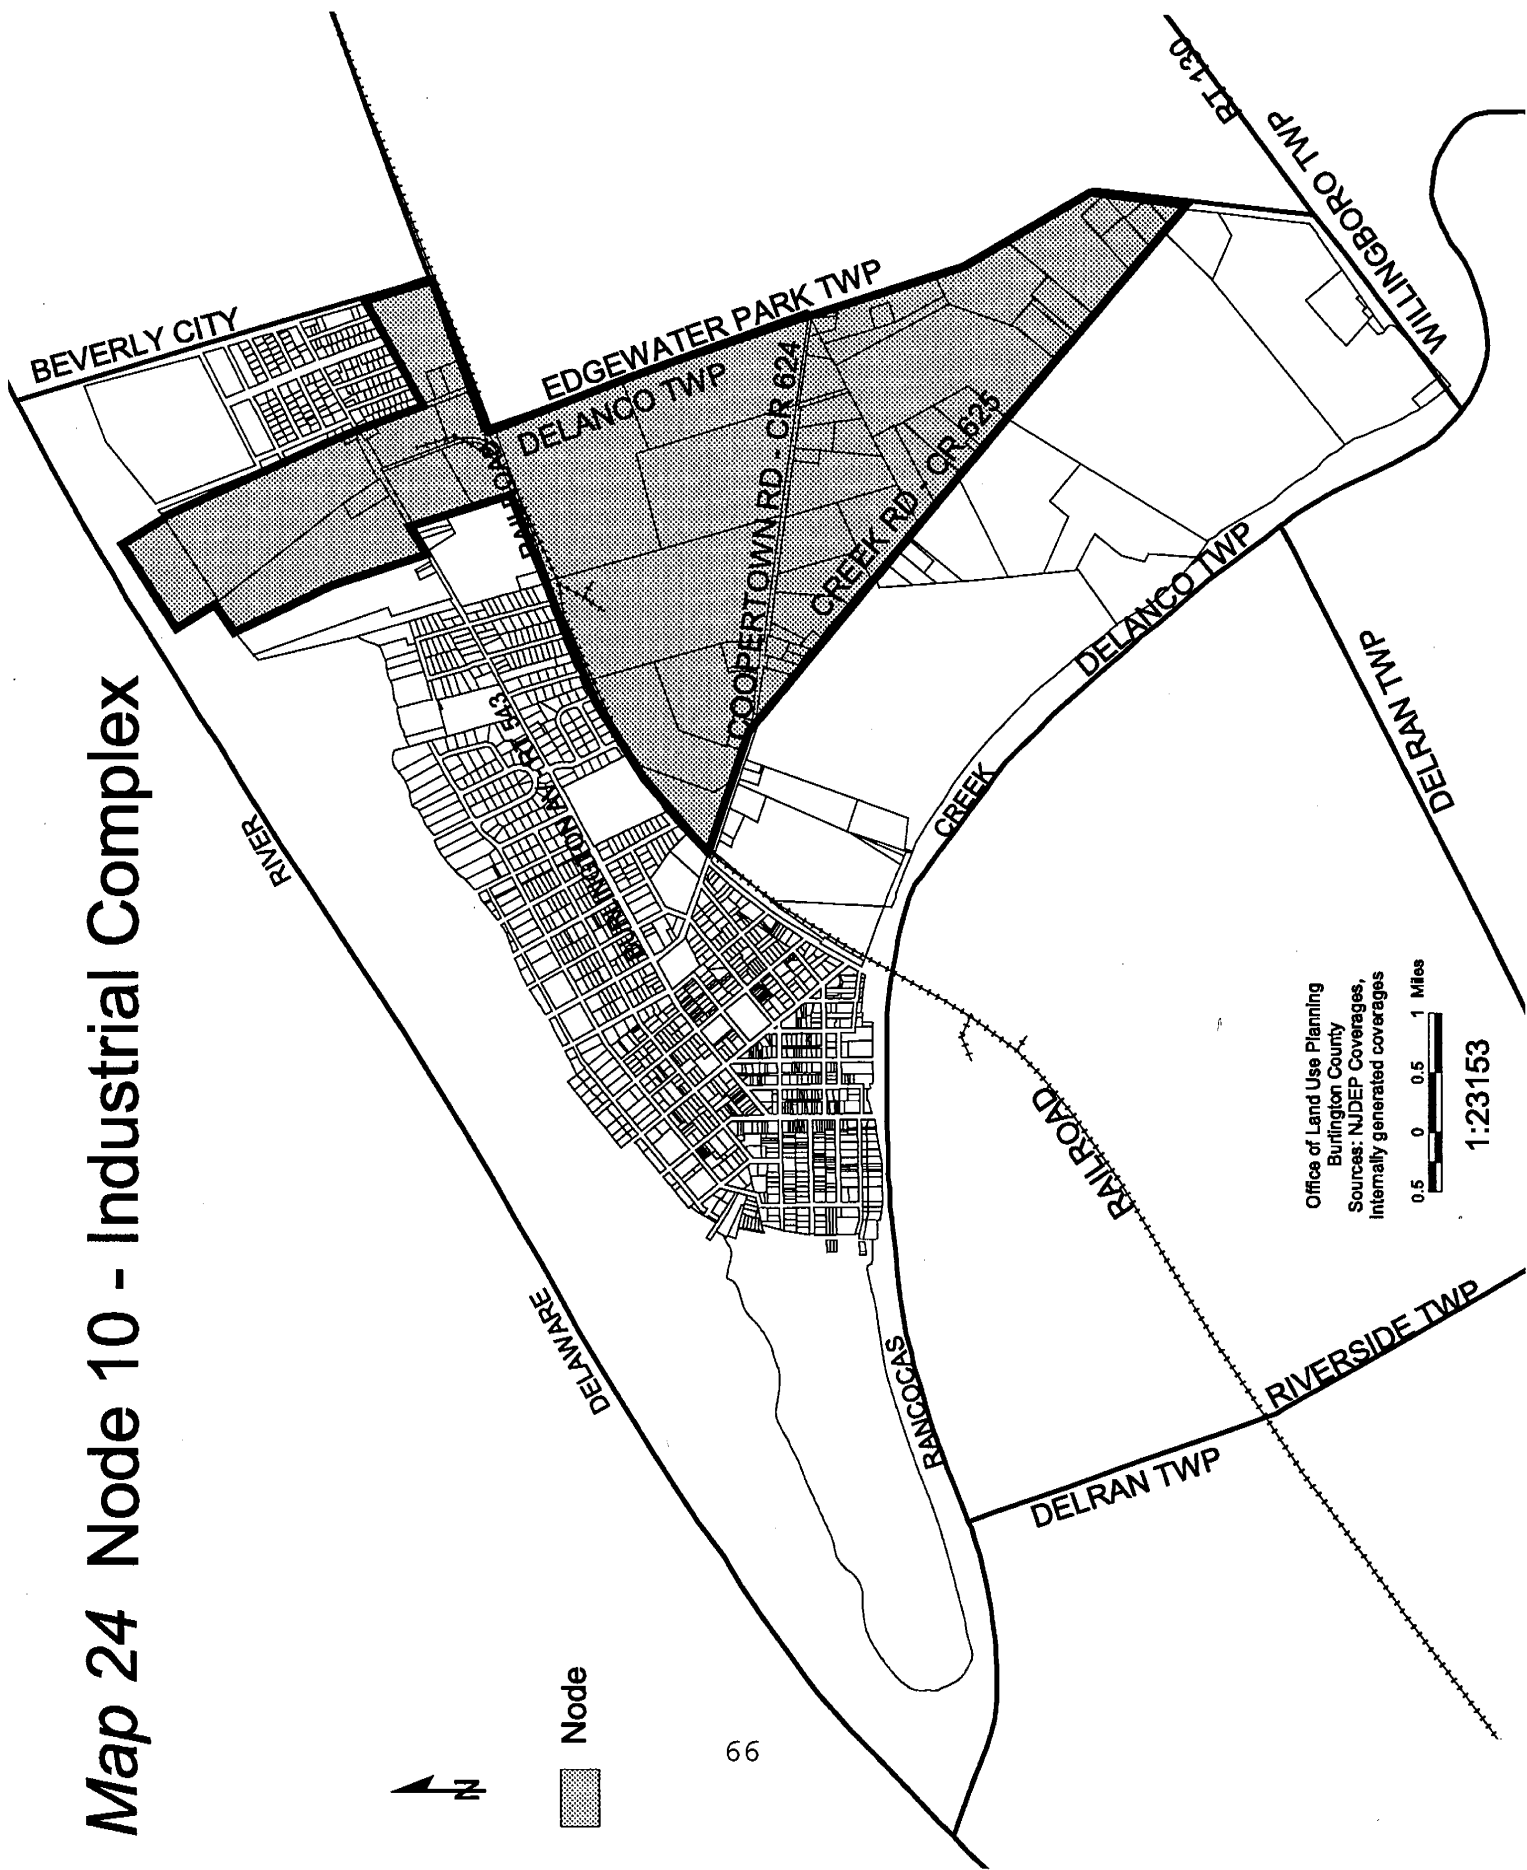 Map 24 Node 10 - Industrial Complex
N
Node
BEVERLY CITY
RIVER
DELAWARE
EDGEWATER PARK TWP
DELANCO TWP
RAILROAD
BURLINGTON AV - RT 543
COOPERTOWN RD - CR 624
CREEK RD - CR 625
RT 130
WILLINGBORO TWP
DELANCO TWP
CREEK
RANCOCAS
DELRAN TWP
DELRAN TWP
RAILROAD
DELRAN TWP
RIVERSIDE TWP
Office of Land Use Planning
Burlington County
Sources: NJDEP Coverages,
Internally generated coverages
0.5 0 0.5 1 Miles
1:23153
66